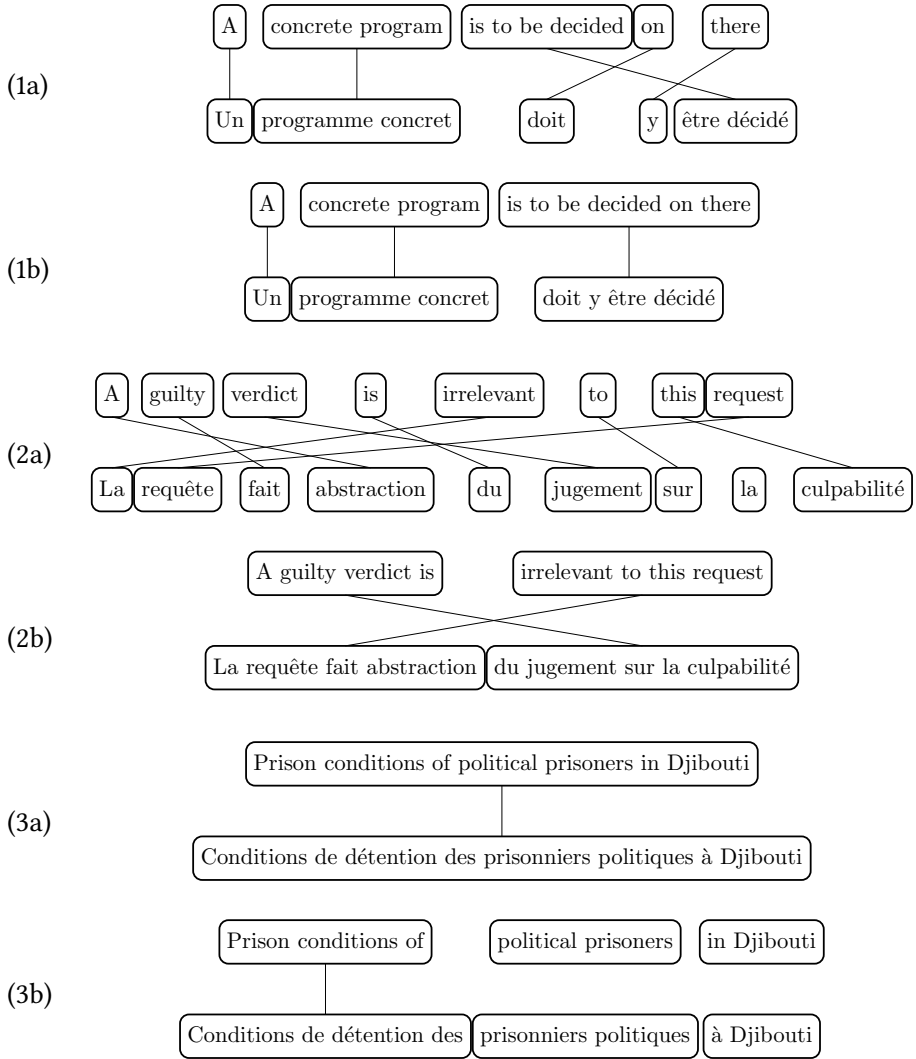 (1a)
A concrete program is to be decided on there
Un programme concret doit y être décidé
(1b)
A concrete program is to be decided on there
Un programme concret doit y être décidé
(2a)
A guilty verdict is irrelevant to this request
La requête fait abstraction du jugement sur la culpabilité
(2b)
A guilty verdict is irrelevant to this request
La requête fait abstraction du jugement sur la culpabilité
(3a)
Prison conditions of political prisoners in Djibouti
Conditions de détention des prisonniers politiques à Djibouti
(3b)
Prison conditions of political prisoners in Djibouti
Conditions de détention des prisonniers politiques à Djibouti